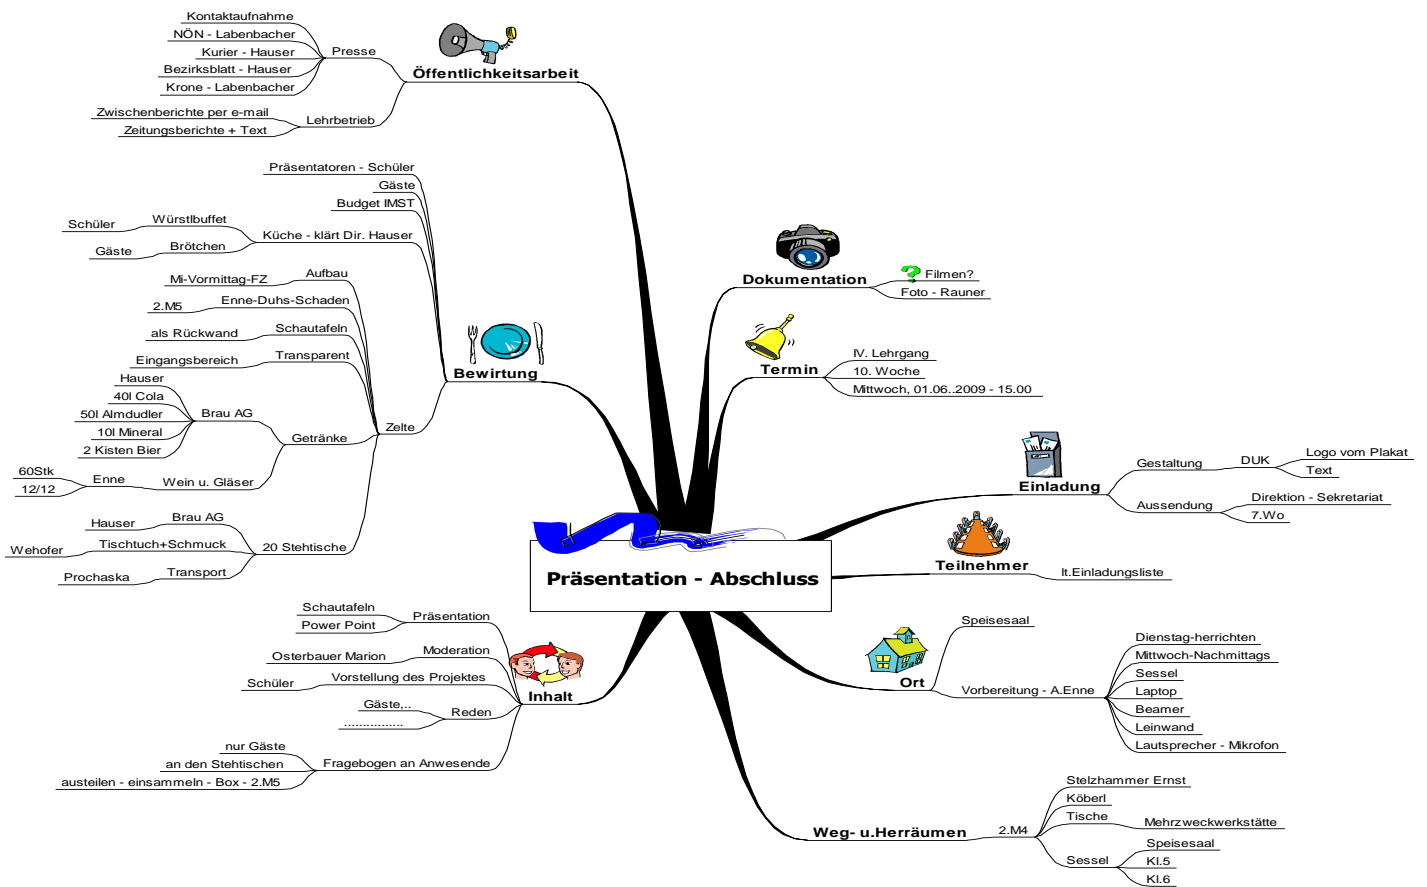 Präsentation - Abschluss
Öffentlichkeitsarbeit
Presse
Kontaktaufnahme
NÖN - Labenbacher
Kurier - Hauser
Bezirksblatt - Hauser
Krone - Labenbacher
Lehrbetrieb
Zwischenberichte per e-mail
Zeitungsberichte + Text
Bewirtung
Präsentatoren - Schüler
Gäste
Budget IMST
Küche - klärt Dir. Hauser
Würstlbuffet
Schüler
Brötchen
Gäste
Zelte
Aufbau
Mi-Vormittag-FZ
Enne-Duhs-Schaden
2.M5
Schautafeln
als Rückwand
Transparent
Eingangsbereich
Getränke
Brau AG
Hauser
40l Cola
50l Almdudler
10l Mineral
2 Kisten Bier
Wein u. Gläser
Enne
60Stk
12/12
20 Stehtische
Brau AG
Hauser
Tischtuch+Schmuck
Wehofer
Transport
Prochaska
Inhalt
Präsentation
Schautafeln
Power Point
Moderation
Osterbauer Marion
Vorstellung des Projektes
Schüler
Reden
Gäste,..
................
Fragebogen an Anwesende
nur Gäste
an den Stehtischen
austeilen - einsammeln - Box - 2.M5
Dokumentation
? Filmen?
Foto - Rauner
Termin
IV. Lehrgang
10. Woche
Mittwoch, 01.06..2009 - 15.00
Einladung
Gestaltung
DUK
Logo vom Plakat
Text
Aussendung
Direktion - Sekretariat
7.Wo
Teilnehmer
lt.Einladungsliste
Ort
Speisesaal
Vorbereitung - A.Enne
Dienstag-herrichten
Mittwoch-Nachmittags
Sessel
Laptop
Beamer
Leinwand
Lautsprecher - Mikrofon
Weg- u.Herräumen
2.M4
Stelzhammer Ernst
Köberl
Tische
Mehrzweckwerkstätte
Sessel
Speisesaal
Kl.5
Kl.6